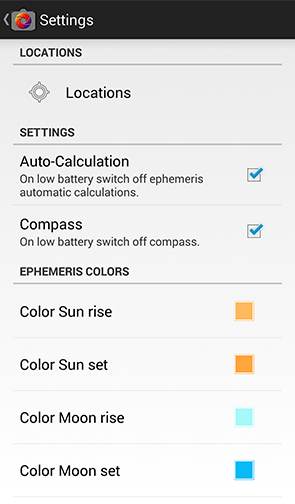 Settings
LOCATIONS
Locations
SETTINGS
Auto-Calculation
On low battery switch off ephemeris
automatic calculations.
Compass
On low battery switch off compass.
EPHEMERIS COLORS
Color Sun rise
Color Sun set
Color Moon rise
Color Moon set